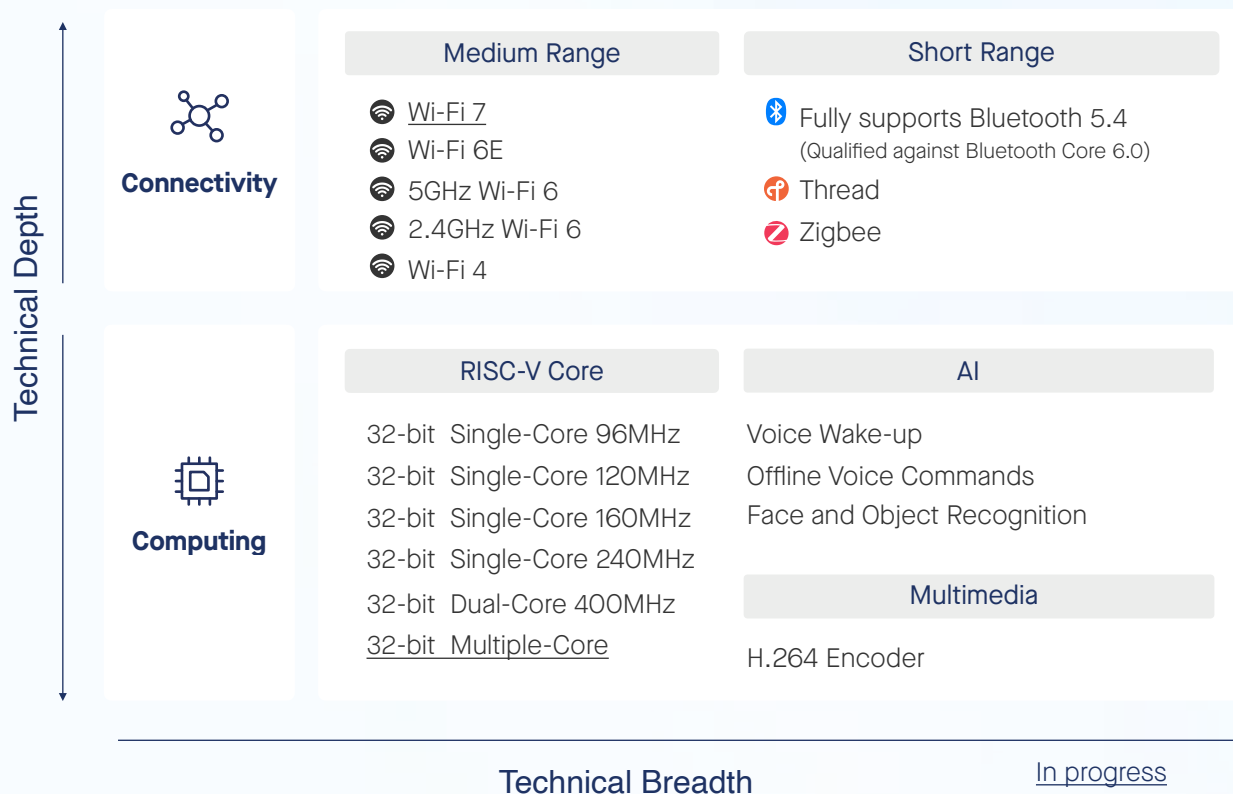 Technical Depth
Connectivity
Medium Range
Wi-Fi 7
Wi-Fi 6E
5GHz Wi-Fi 6
2.4GHz Wi-Fi 6
Wi-Fi 4
Short Range
Fully supports Bluetooth 5.4
(Qualified against Bluetooth Core 6.0)
Thread
Zigbee
Computing
RISC-V Core
32-bit Single-Core 96MHz
32-bit Single-Core 120MHz
32-bit Single-Core 160MHz
32-bit Single-Core 240MHz
32-bit Dual-Core 400MHz
32-bit Multiple-Core
AI
Voice Wake-up
Offline Voice Commands
Face and Object Recognition
Multimedia
H.264 Encoder
Technical Breadth
In progress